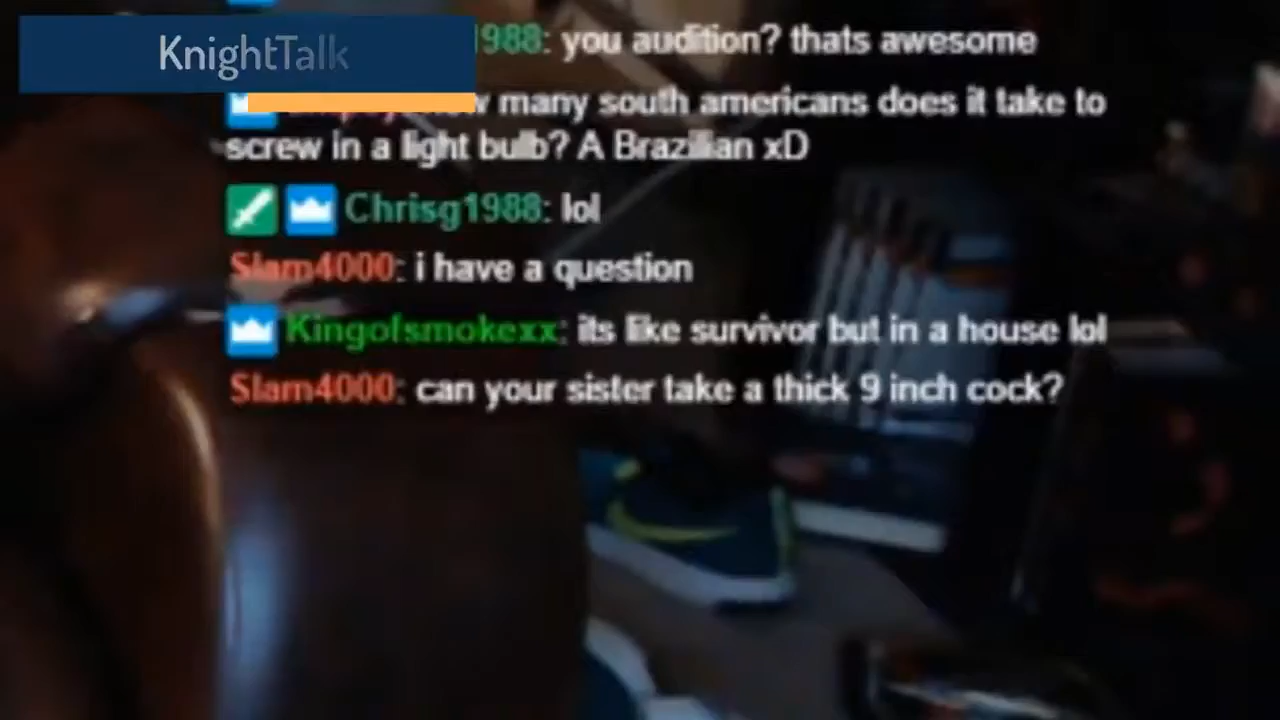 KnightTalk
1988: you audition? thats awesome
many south americans does it take to
screw in a light bulb? A Brazilian xD
Chrisg1988: lol
Slam4000: i have a question
Kingofsmokexx: its like survivor but in a house lol
Slam4000: can your sister take a thick 9 inch cock?